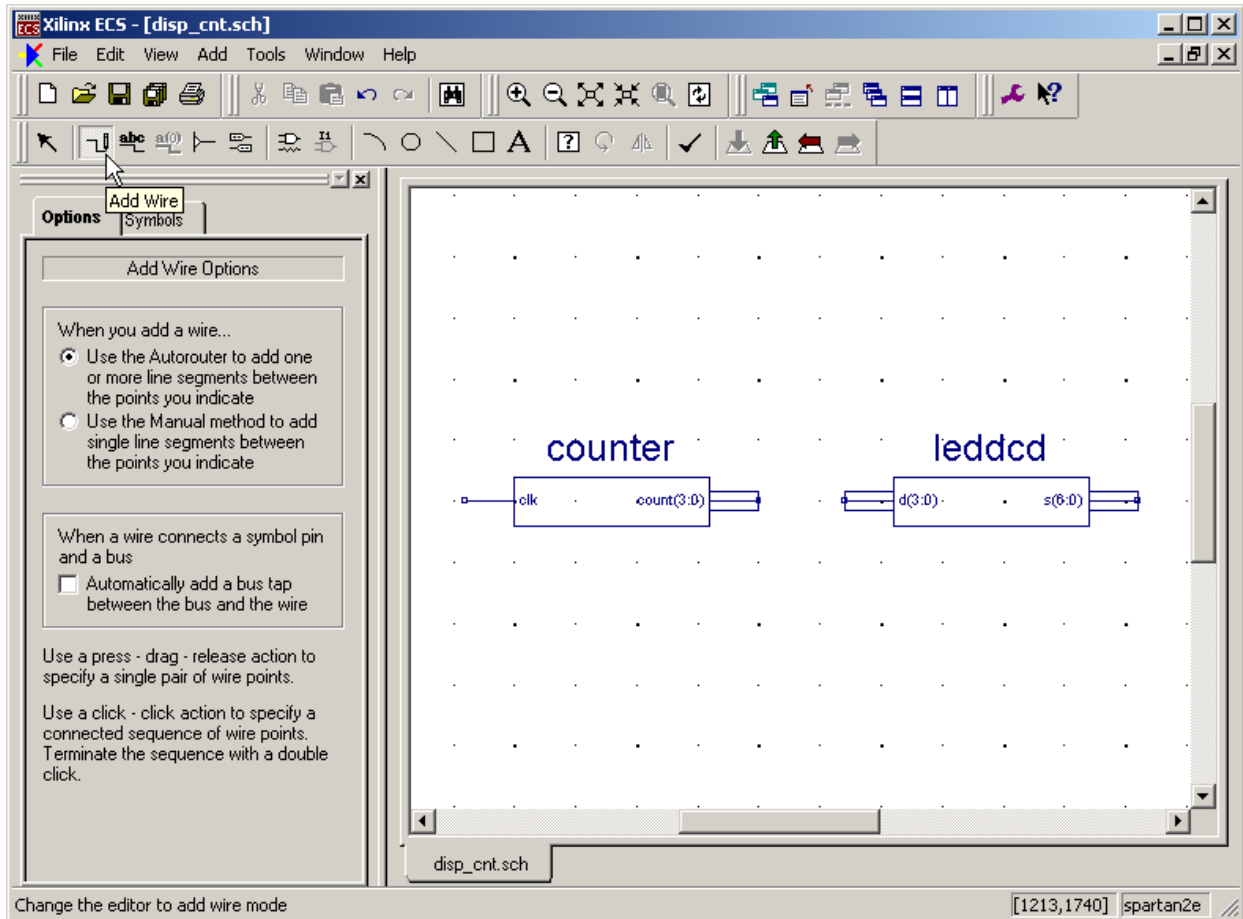 Xilinx ECS - [disp_cnt.sch]
File Edit View Add Tools Window Help
abc a(0) I1
A ?
Add Wire
Options Symbols
Add Wire Options
When you add a wire...
Use the Autorouter to add one
or more line segments between
the points you indicate
Use the Manual method to add
single line segments between
the points you indicate
When a wire connects a symbol pin
and a bus
Automatically add a bus tap
between the bus and the wire
Use a press - drag - release action to
specify a single pair of wire points.
Use a click - click action to specify a
connected sequence of wire points.
Terminate the sequence with a double
click.
counter
clk count(3:0)
leddcd
d(3:0) s(6:0)
disp_cnt.sch
Change the editor to add wire mode
[1213,1740] spartan2e